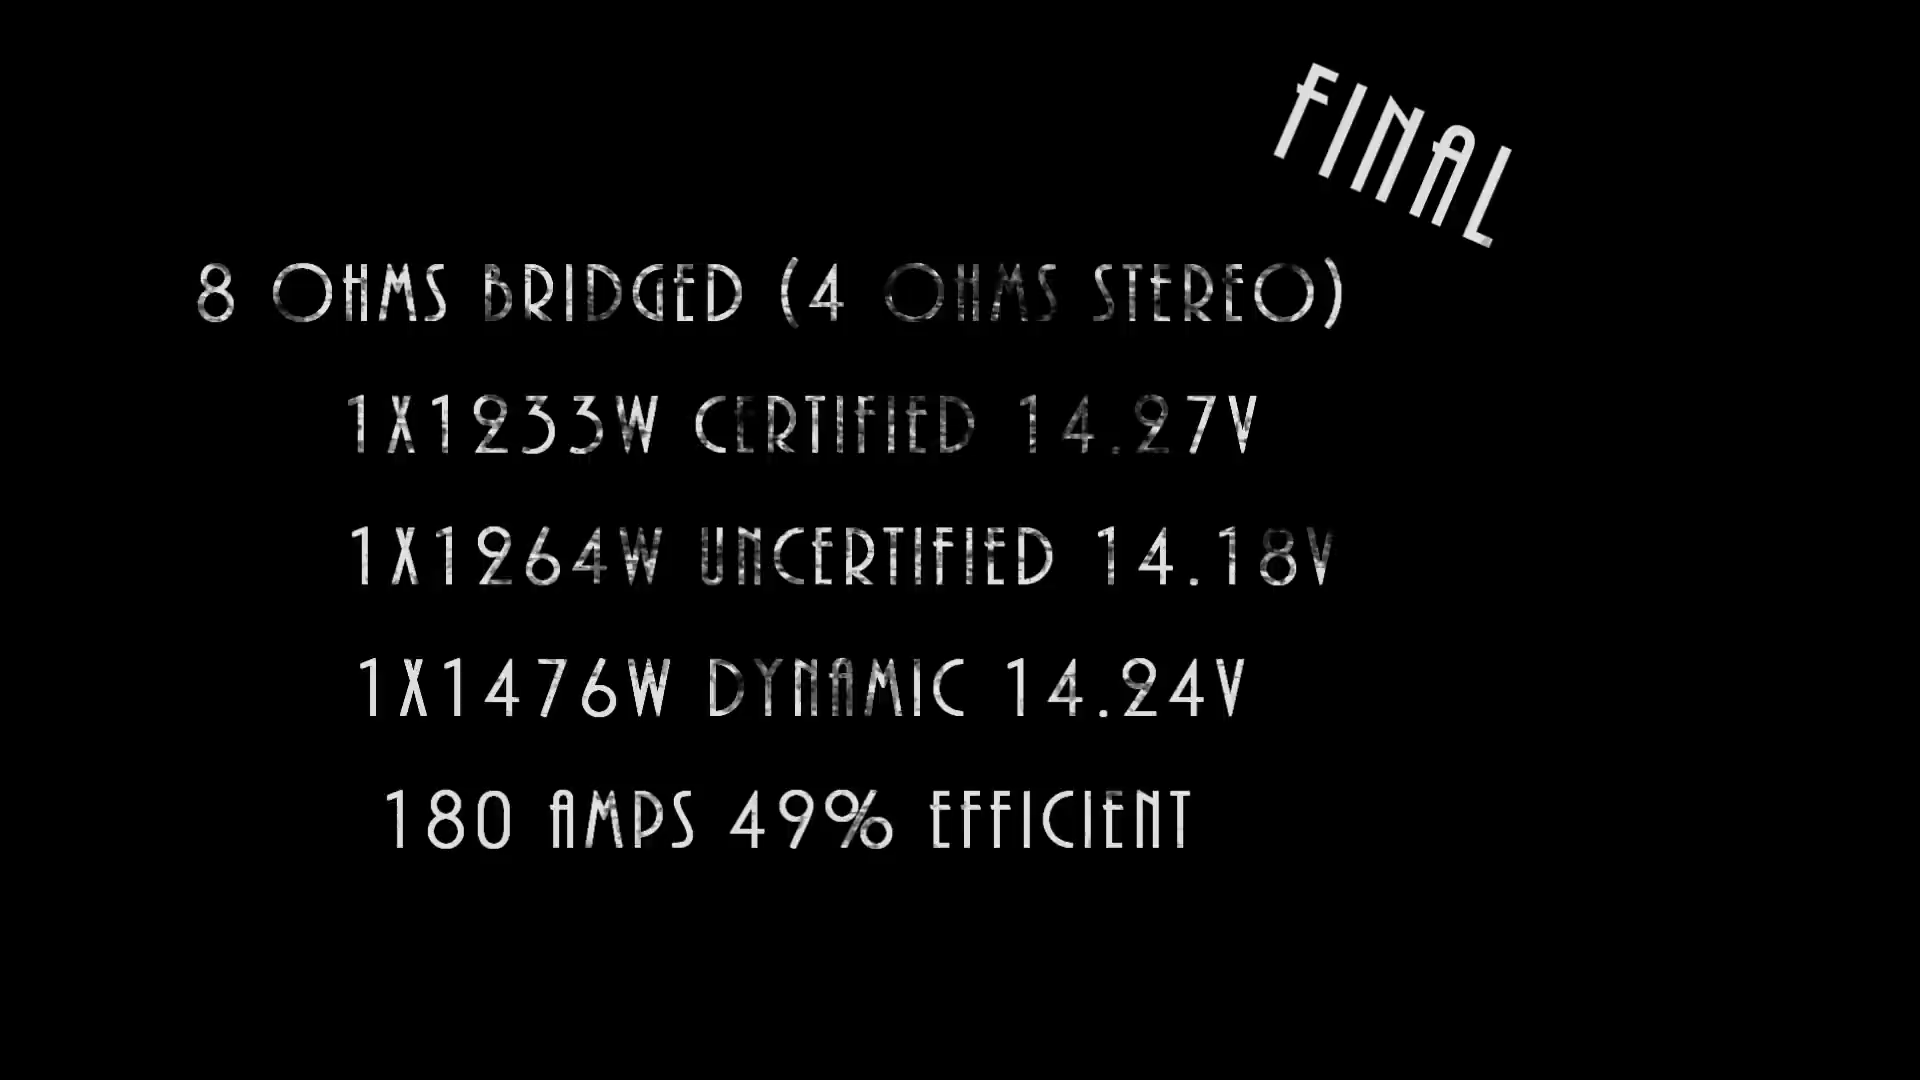 FINAL
8 OHMS BRIDGED (4 OHMS STEREO)
1X1233W CERTIFIED 14.27V
1X1264W UNCERTIFIED 14.18V
1X1476W DYNAMIC 14.24V
180 AMPS 49% EFFICIENT